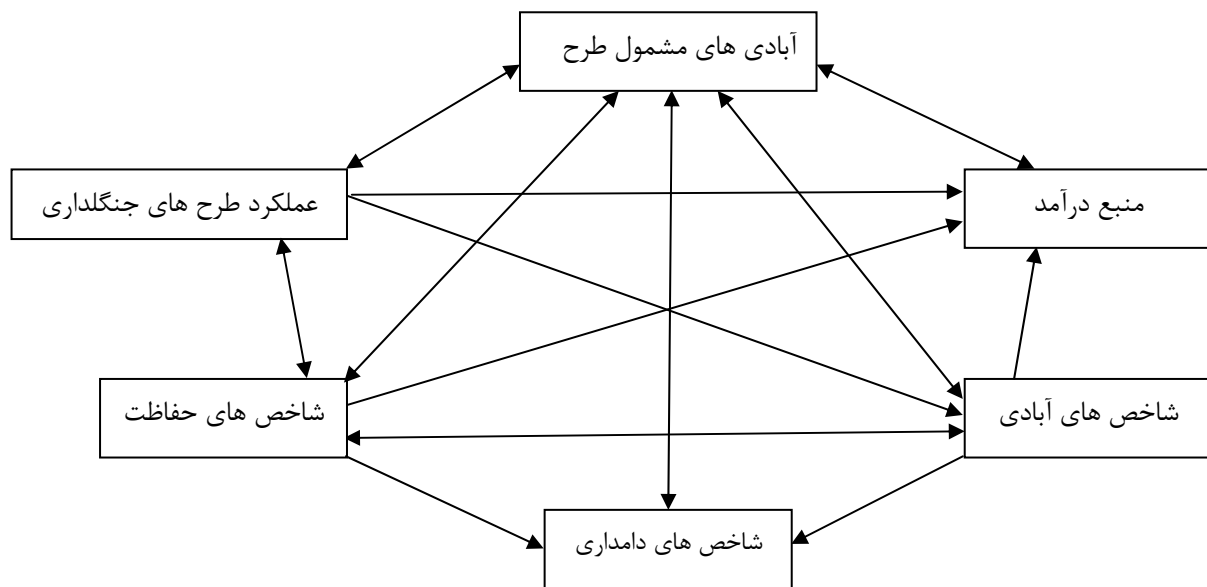 آبادی های مشمول طرح
عملکرد طرح های جنگلداری
منبع درآمد
شاخص های حفاظت
شاخص های آبادی
شاخص های دامداری